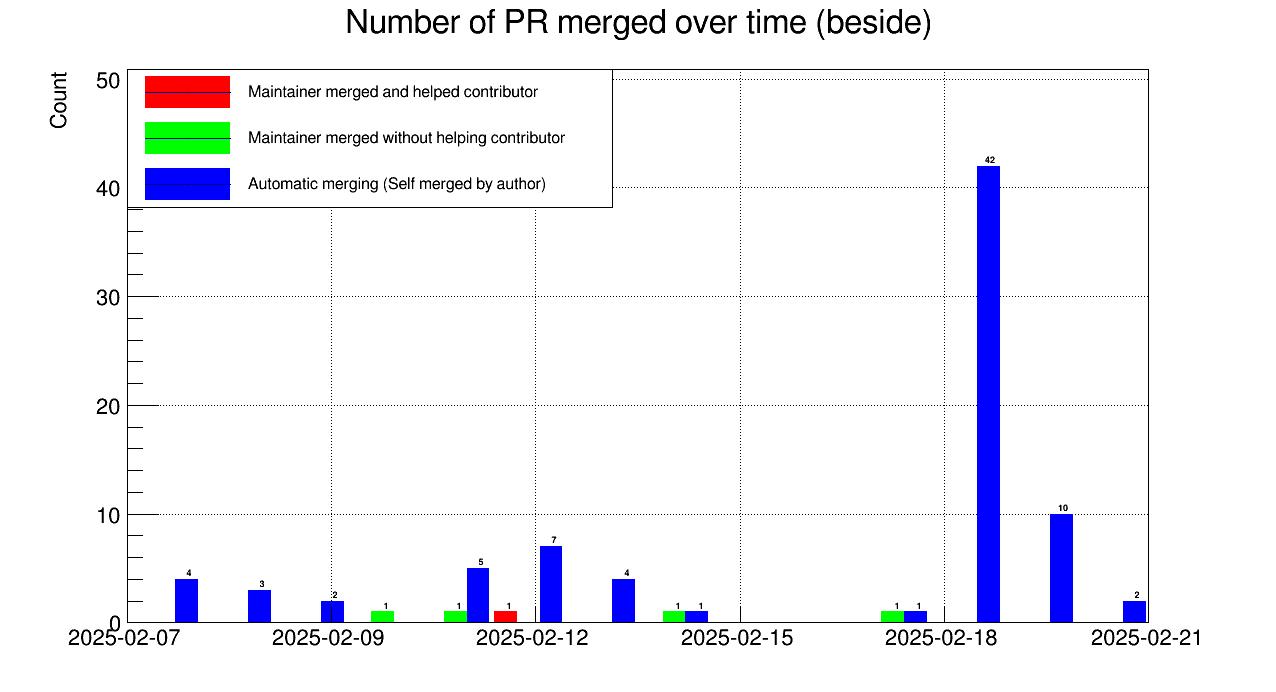 Number of PR merged over time (beside)
Count
50
40
30
20
10
0
Maintainer merged and helped contributor
Maintainer merged without helping contributor
Automatic merging (Self merged by author)
4 3 2 1 1 5 1 7 4 1 1 1 1 42 10 2
2025-02-07 2025-02-09 2025-02-12 2025-02-15 2025-02-18 2025-02-21